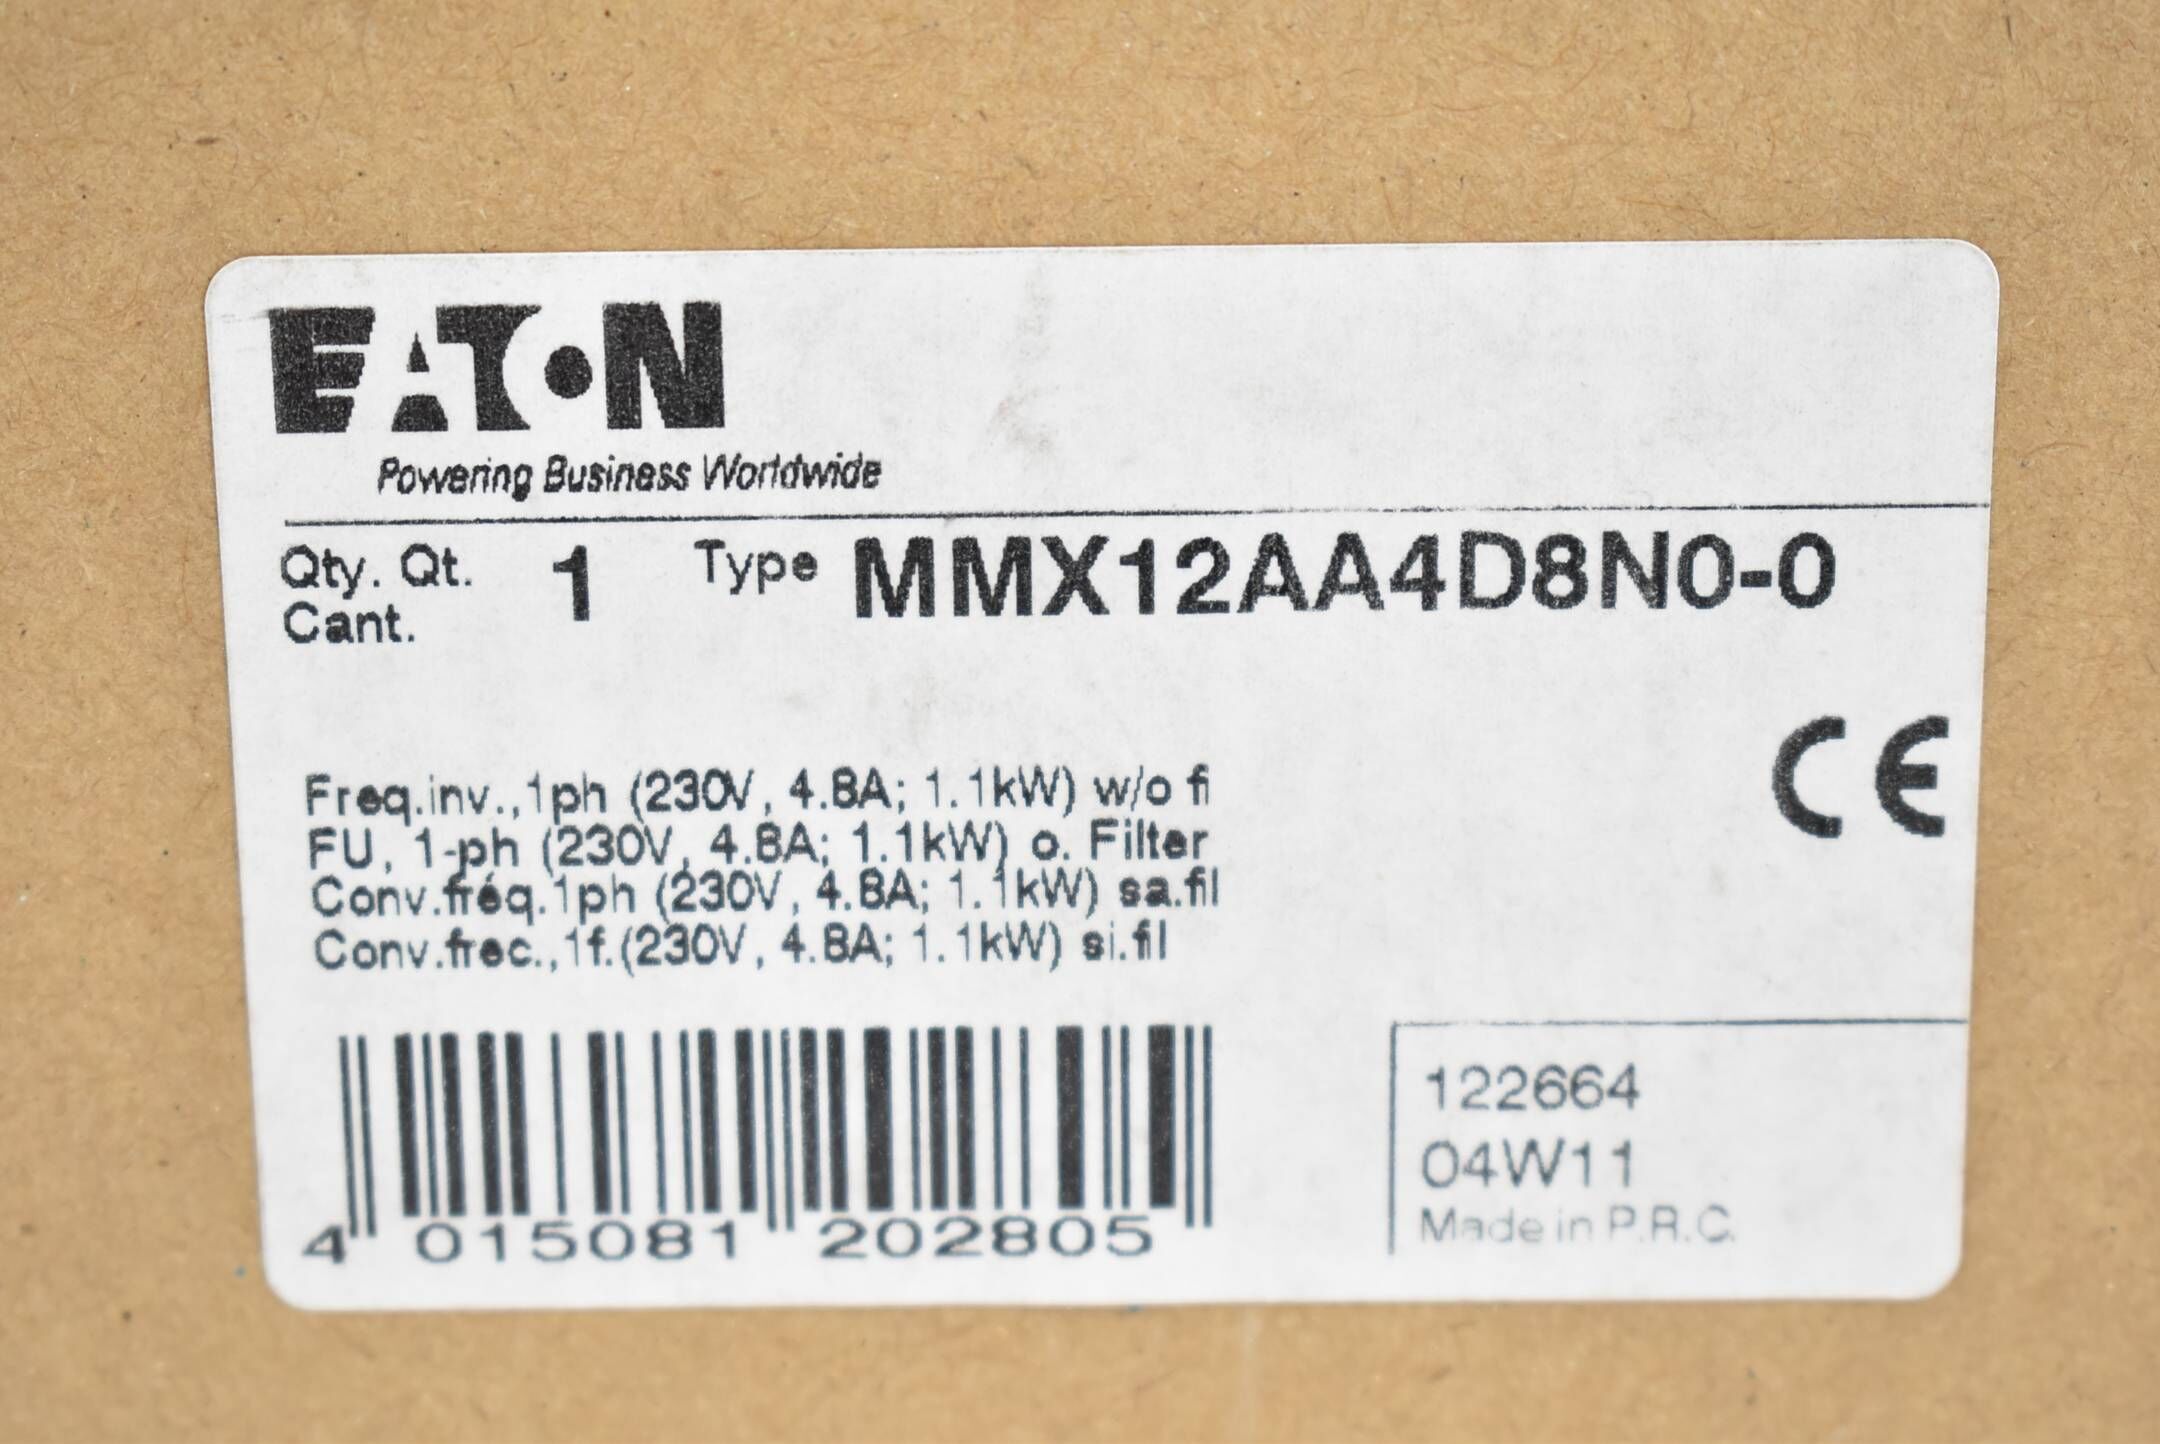 EATON
Powering Business Worldwide
Qty. Qt. 1 Type MMX12AA4D8N0-0
Cant.
CE
Freq.inv.,1ph (230V, 4.8A; 1.1kW) w/o fi
FU, 1-ph (230V, 4.8A; 1.1kW) o. Filter
Conv.fréq.1ph (230V, 4.8A; 1.1kW) sa.fil
Conv.frec.,1f.(230V, 4.8A; 1.1kW) si.fil
4 015081 202805
122664
04W11
Made in P.R.C.